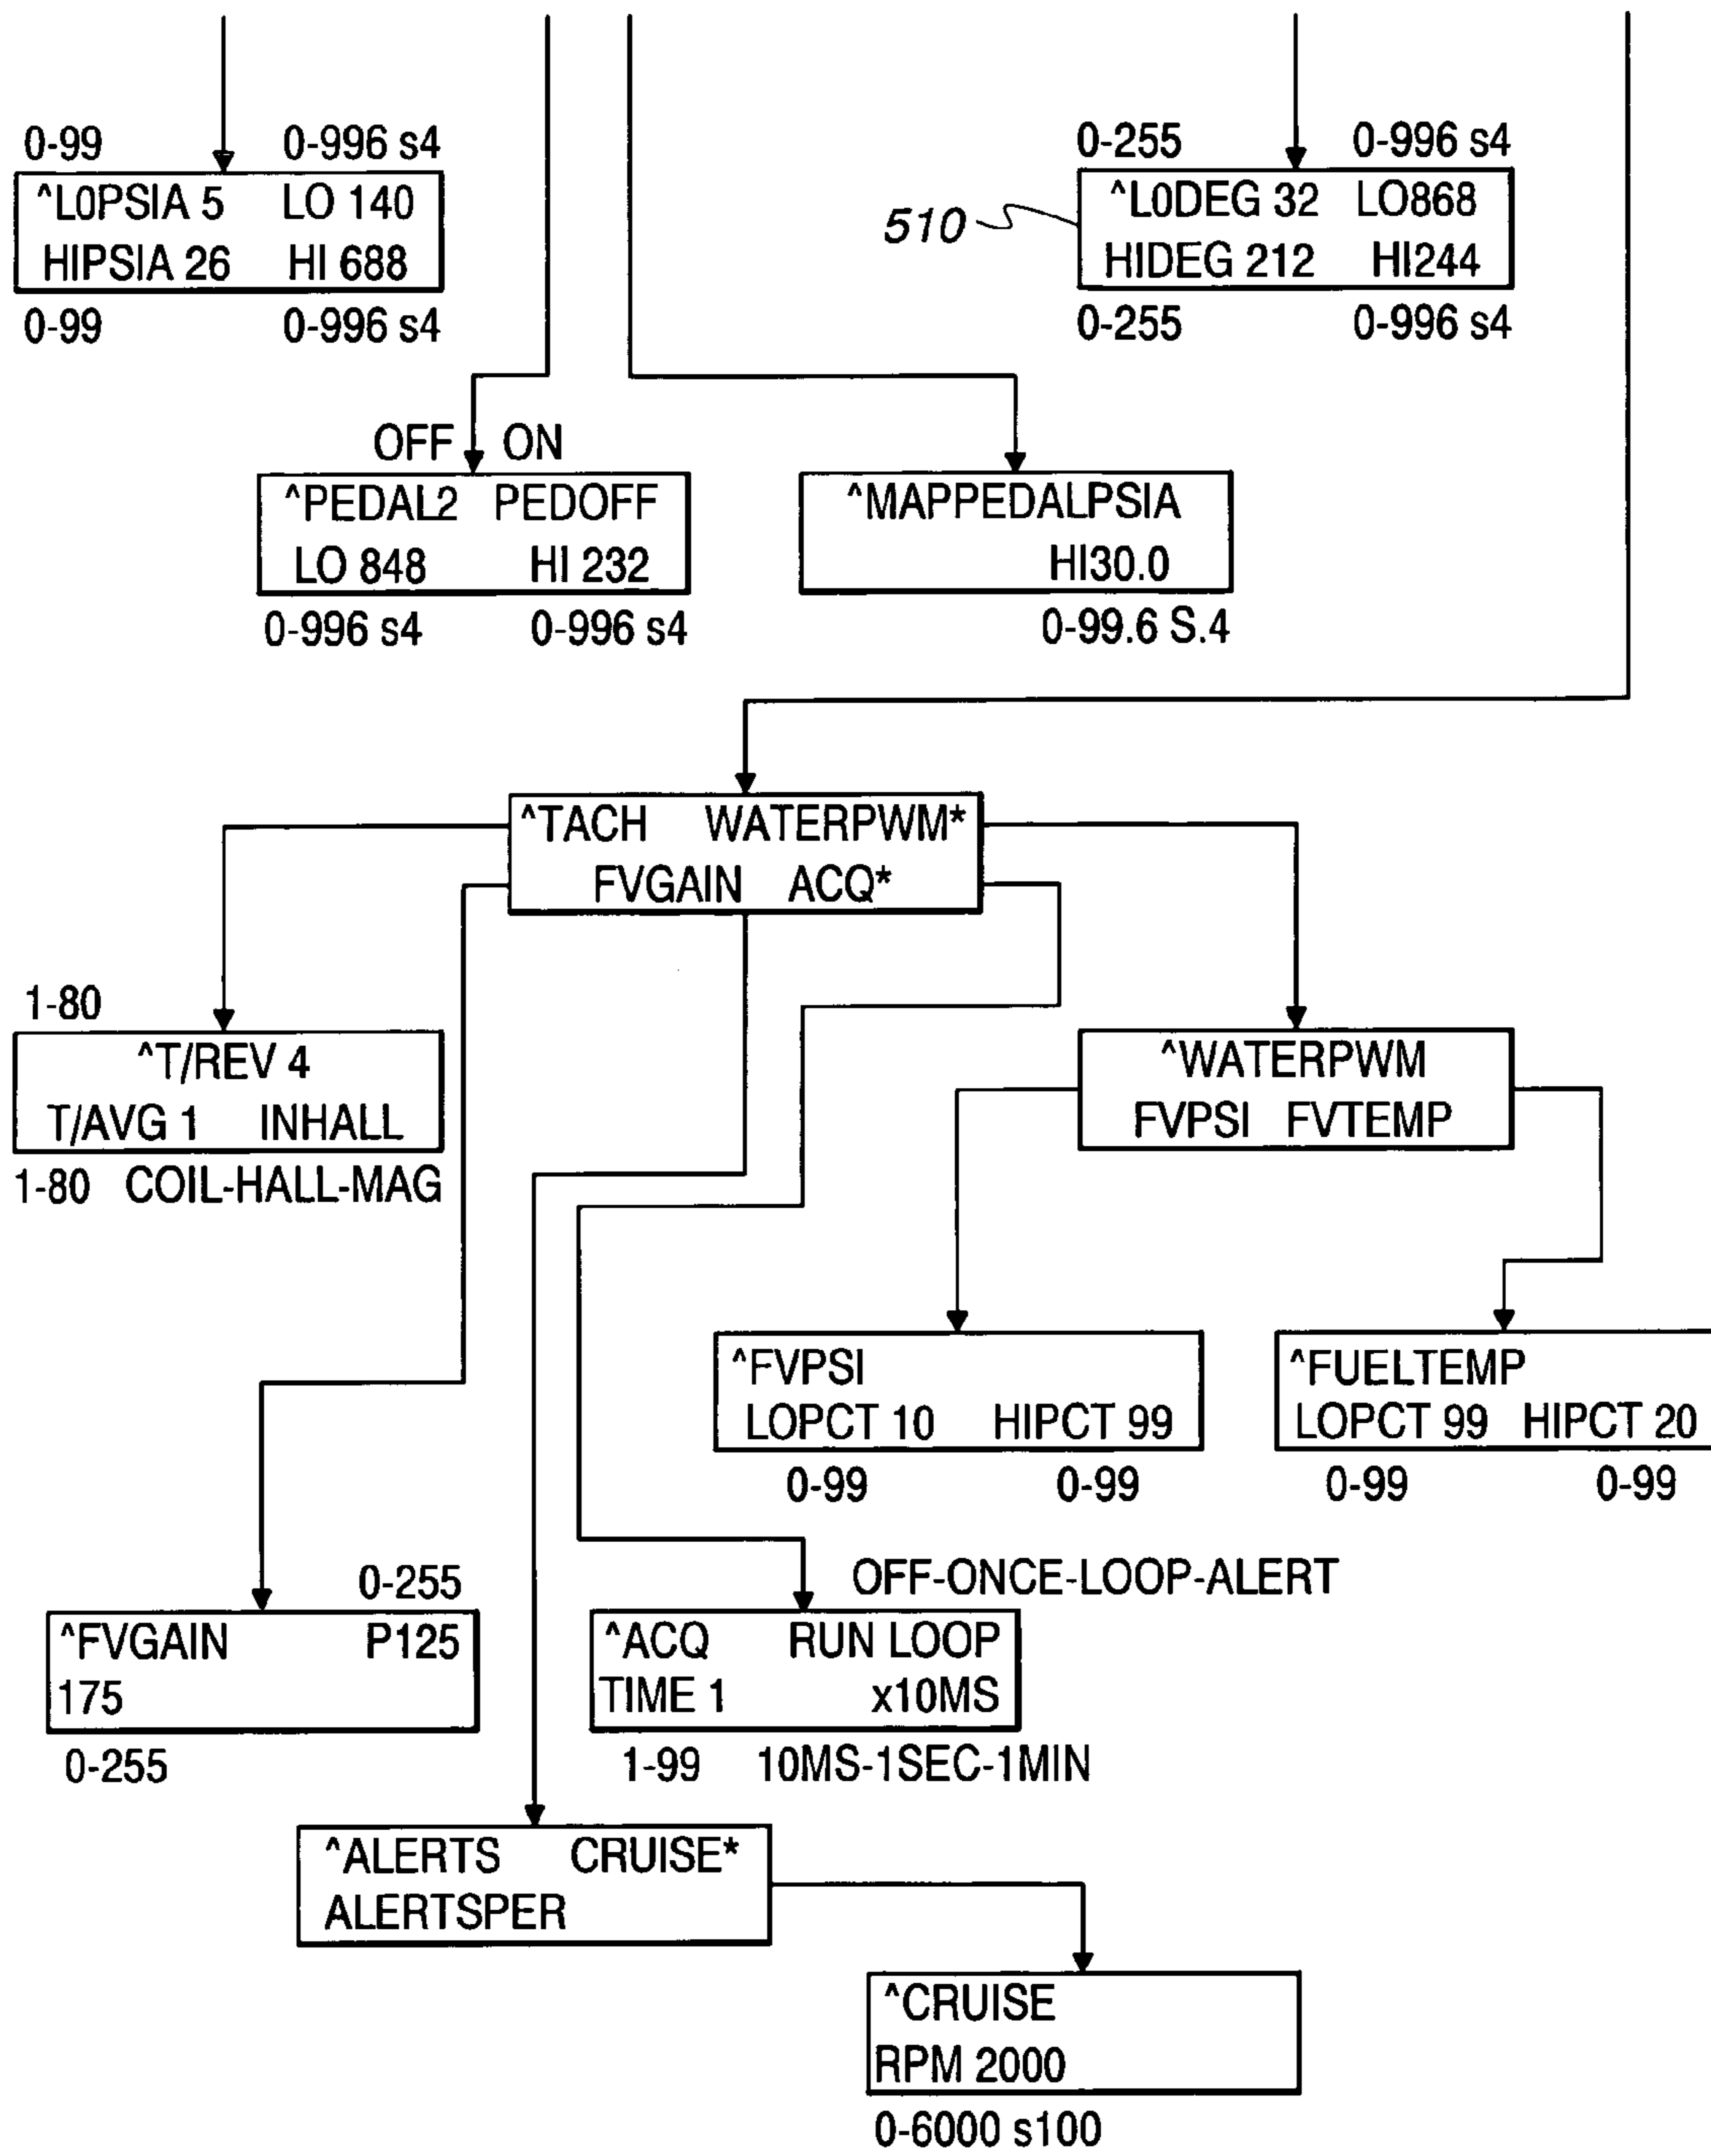 0-99 0-996 s4
^L0PSIA 5 LO 140
HIPSIA 26 HI 688
0-99 0-996 s4
0-255 0-996 s4
510
^L0DEG 32 LO868
HIDEG 212 HI244
0-255 0-996 s4
OFF ON
^PEDAL2 PEDOFF
LO 848 HI 232
0-996 s4 0-996 s4
^MAPPEDALPSIA
HI30.0
0-99.6 S.4
^TACH WATERPWM*
FVGAIN ACQ*
1-80
^T/REV 4
T/AVG 1 INHALL
1-80 COIL-HALL-MAG
^WATERPWM
FVPSI FVTEMP
^FVPSI
LOPCT 10 HIPCT 99
0-99 0-99
^FUELTEMP
LOPCT 99 HIPCT 20
0-99 0-99
0-255
^FVGAIN P125
175
0-255
OFF-ONCE-LOOP-ALERT
^ACQ RUN LOOP
TIME 1 x10MS
1-99 10MS-1SEC-1MIN
^ALERTS CRUISE*
ALERTSPER
^CRUISE
RPM 2000
0-6000 s100